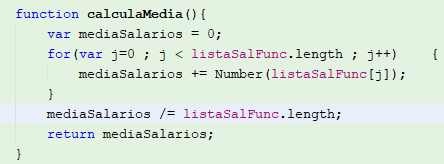 function calculaMedia(){
    var mediaSalarios = 0;
    for(var j=0 ; j < listaSalFunc.length ; j++)    {
        mediaSalarios += Number(listaSalFunc[j]);
    }
    mediaSalarios /= listaSalFunc.length;
    return mediaSalarios;
}